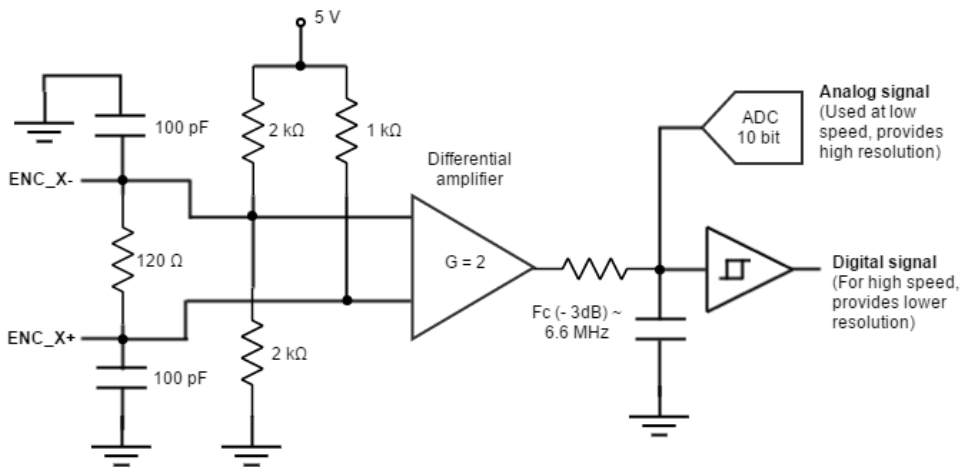 5 V
100 pF
2 kΩ
1 kΩ
ENC_X-
Differential
amplifier
ADC
10 bit
Analog signal
(Used at low
speed, provides
high resolution)
120 Ω
G = 2
Digital signal
(For high speed,
provides lower
resolution)
Fc (- 3dB) ~
6.6 MHz
ENC_X+
2 kΩ
100 pF